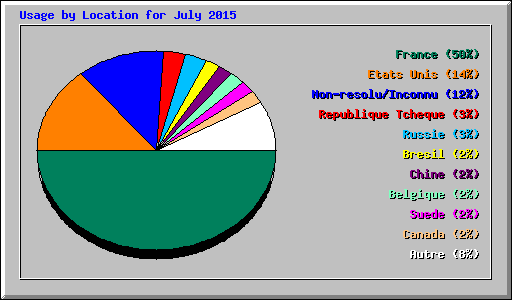 Usage by Location for July 2015
France (50%)
Etats Unis (14%)
Non-resolu/Inconnu (12%)
Republique Tcheque (3%)
Russie (3%)
Bresil (2%)
Chine (2%)
Belgique (2%)
Suede (2%)
Canada (2%)
Autre (8%)